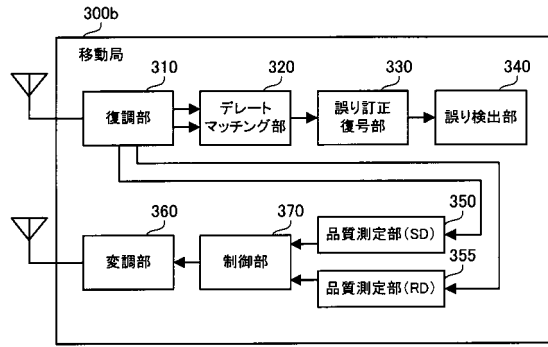 300b
移動局
310
320
330
340
復調部
デレート
マッチング部
誤り訂正
復号部
誤り検出部
350
360
370
品質測定部(SD)
変調部
制御部
355
品質測定部(RD)